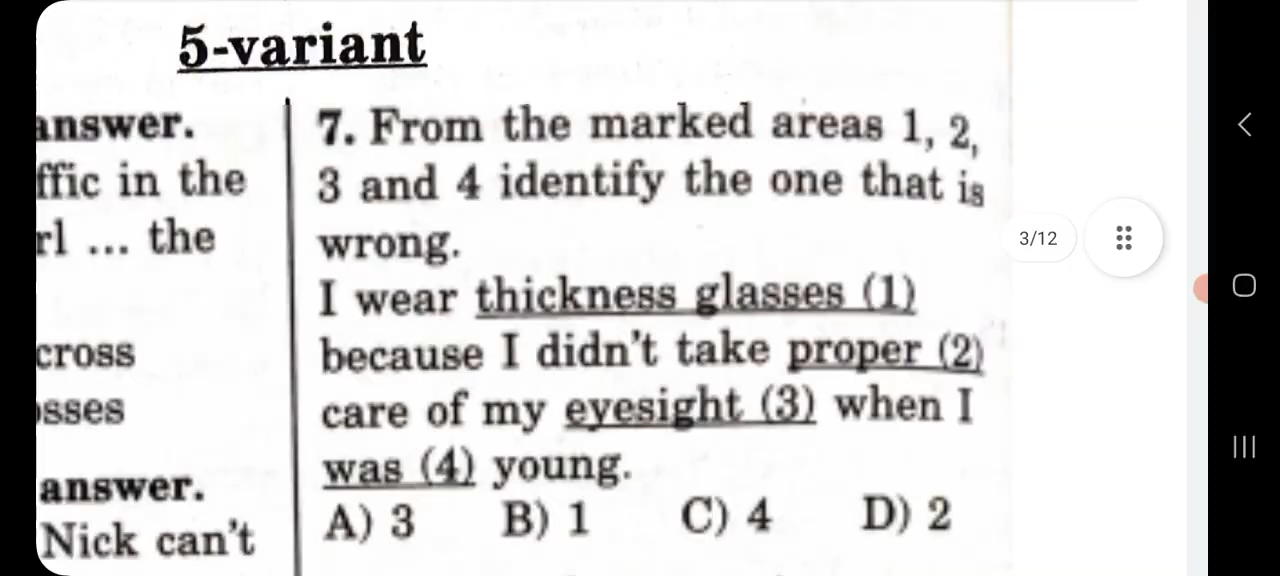 5-variant
answer.
ffic in the
rl ... the
cross
sses
answer.
Nick can't
7. From the marked areas 1, 2,
3 and 4 identify the one that is
wrong.
I wear thickness glasses (1)
because I didn't take proper (2)
care of my eyesight (3) when I
was (4) young.
A) 3 B) 1 C) 4 D) 2
3/12